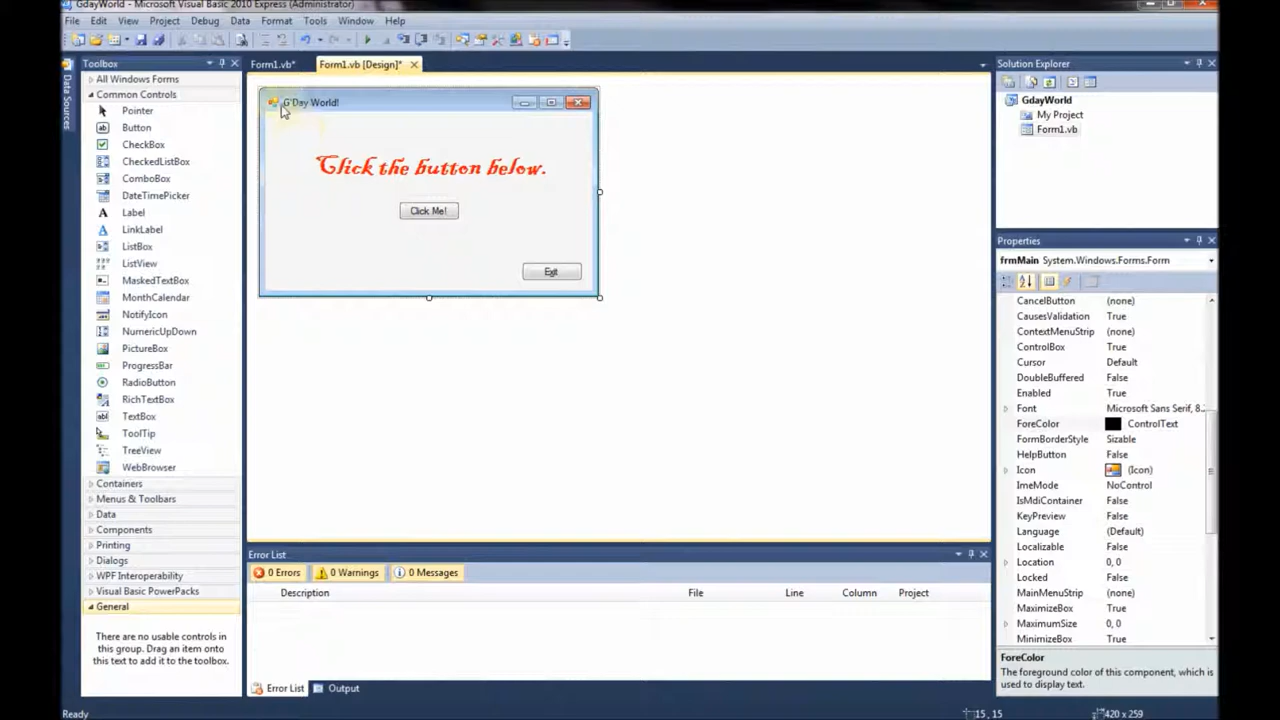 GdayWorld - Microsoft Visual Basic 2010 Express (Administrator)
File Edit View Project Debug Data Format Tools Window Help
Data Sources
Toolbox
All Windows Forms
Common Controls
Pointer
Button
CheckBox
CheckedListBox
ComboBox
DateTimePicker
Label
LinkLabel
ListBox
ListView
MaskedTextBox
MonthCalendar
NotifyIcon
NumericUpDown
PictureBox
ProgressBar
RadioButton
RichTextBox
TextBox
ToolTip
TreeView
WebBrowser
Containers
Menus & Toolbars
Data
Components
Printing
Dialogs
WPF Interoperability
Visual Basic PowerPacks
General
There are no usable controls in
this group. Drag an item onto
this text to add it to the toolbox.
Form1.vb* Form1.vb [Design]*
G'Day World!
Click the button below.
Click Me!
Exit
Error List
0 Errors 0 Warnings 0 Messages
Description File Line Column Project
Error List Output
Solution Explorer
GdayWorld
My Project
Form1.vb
Properties
frmMain System.Windows.Forms.Form
CancelButton (none)
CausesValidation True
ContextMenuStrip (none)
ControlBox True
Cursor Default
DoubleBuffered False
Enabled True
Font Microsoft Sans Serif, 8.2
ForeColor ControlText
FormBorderStyle Sizable
HelpButton False
Icon (Icon)
ImeMode NoControl
IsMdiContainer False
KeyPreview False
Language (Default)
Localizable False
Location 0, 0
Locked False
MainMenuStrip (none)
MaximizeBox True
MaximumSize 0, 0
MinimizeBox True
ForeColor
The foreground color of this component, which is
used to display text.
Ready 15, 15 420 x 259